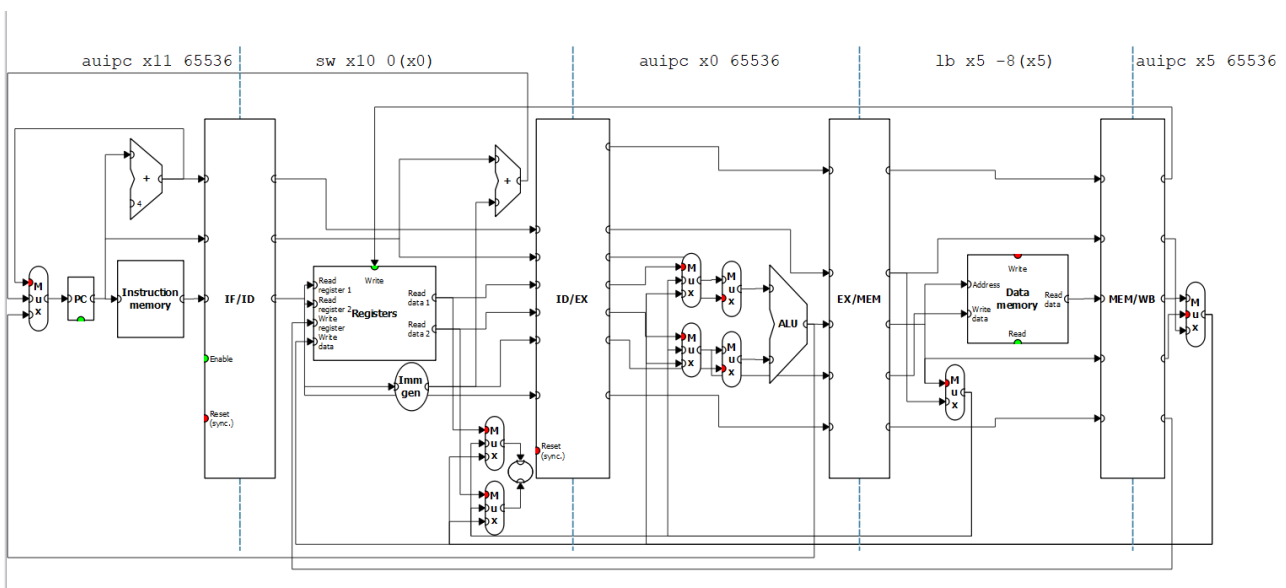 auipc x11 65536
sw x10 0(x0)
auipc x0 65536
lb x5 -8(x5)
auipc x5 65536
+
4
M
u
x
PC
Instruction
memory
IF/ID
Enable
Reset
(sync.)
Read
register 1
Read
register 2
Write
register
Write
data
Write
Registers
Read
data 1
Read
data 2
Imm
gen
+
M
u
x
M
u
x
ID/EX
Reset
(sync.)
M
u
x
M
u
x
M
u
x
M
u
x
ALU
EX/MEM
Write
Address
Write
data
Data
memory
Read
data
Read
M
u
x
MEM/WB
M
u
x